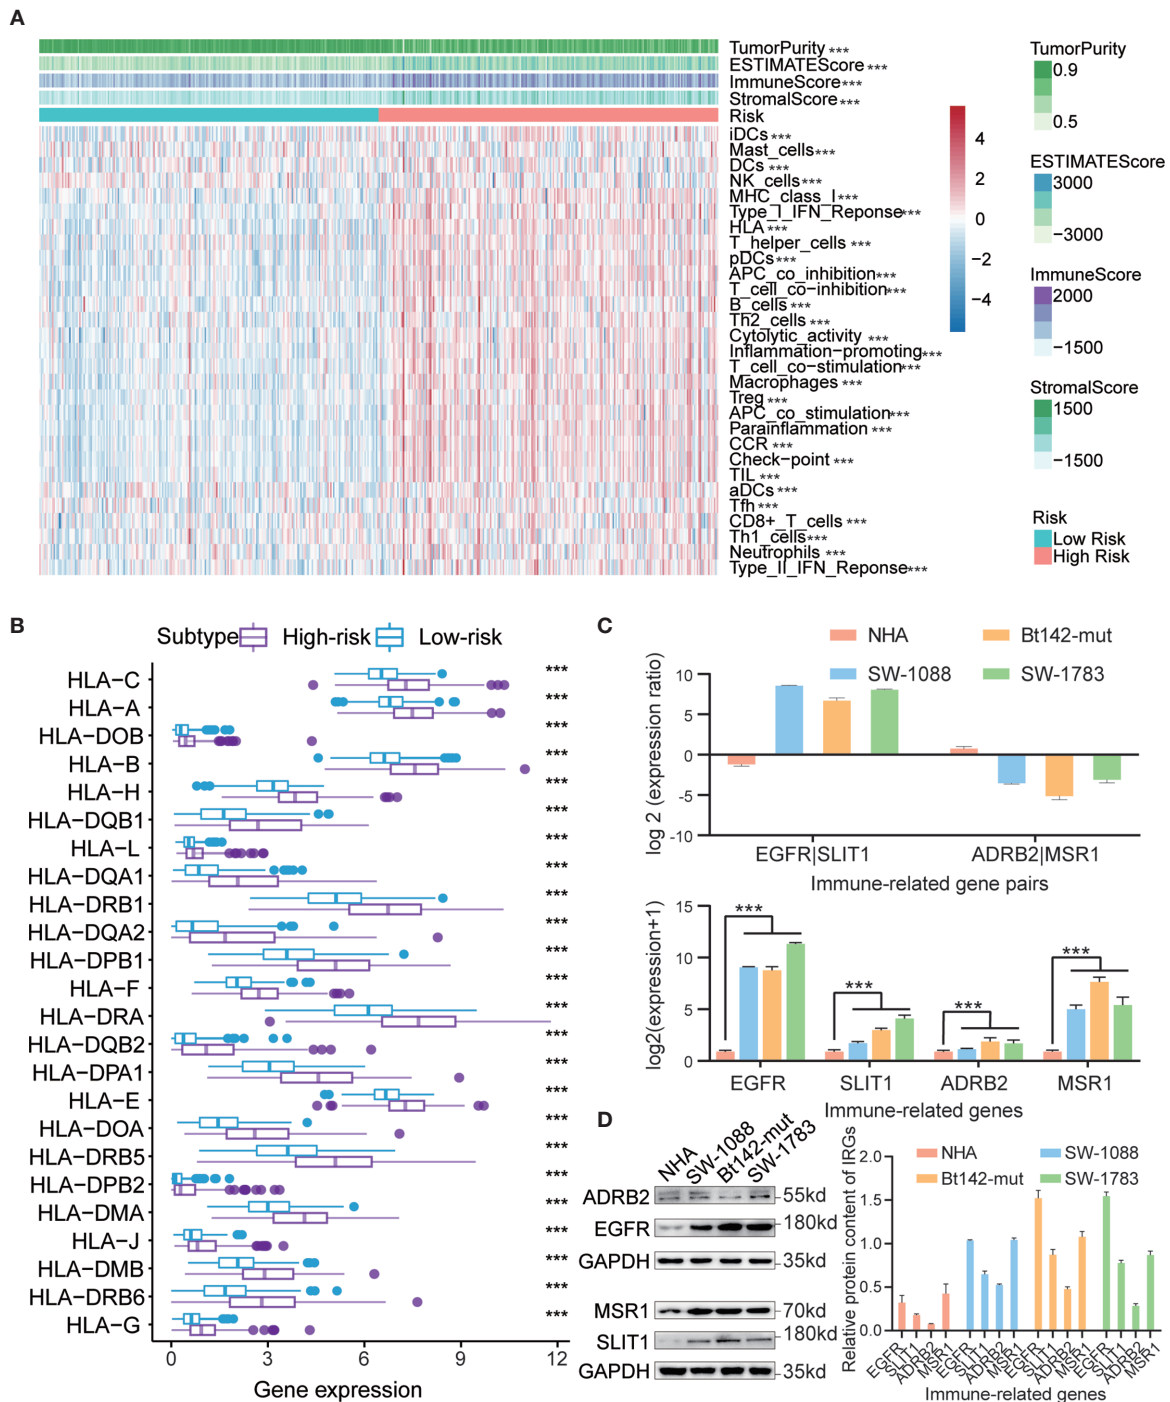 A
TumorPurity ***
ESTIMATEScore ***
ImmuneScore ***
StromalScore ***
Risk
iDCs ***
Mast_cells ***
DCs ***
NK_cells ***
MHC_class_I ***
Type_I_IFN_Reponse ***
HLA ***
T_helper_cells ***
pDCs ***
APC_co_inhibition ***
T_cell_co-inhibition ***
B_cells ***
Th2_cells ***
Cytolytic_activity ***
Inflammation-promoting ***
T_cell_co-stimulation ***
Macrophages ***
Treg ***
APC_co_stimulation ***
Parainflammation ***
CCR ***
Check-point ***
TIL ***
aDCs ***
Tfh ***
CD8+_T_cells ***
Th1_cells ***
Neutrophils ***
Type_II_IFN_Reponse ***
4
2
0
−2
−4
TumorPurity
0.9
0.5
ESTIMATEScore
3000
−3000
ImmuneScore
2000
−1500
StromalScore
1500
−1500
Risk
Low Risk
High Risk
B
Subtype High-risk Low-risk
HLA-C ***
HLA-A ***
HLA-DOB ***
HLA-B ***
HLA-H ***
HLA-DQB1 ***
HLA-L ***
HLA-DQA1 ***
HLA-DRB1 ***
HLA-DQA2 ***
HLA-DPB1 ***
HLA-F ***
HLA-DRA ***
HLA-DQB2 ***
HLA-DPA1 ***
HLA-E ***
HLA-DOA ***
HLA-DRB5 ***
HLA-DPB2 ***
HLA-DMA ***
HLA-J ***
HLA-DMB ***
HLA-DRB6 ***
HLA-G ***
0 3 6 9 12
Gene expression
C
NHA Bt142-mut
SW-1088 SW-1783
log 2 (expression ratio)
10
5
0
-5
-10
EGFR|SLIT1 ADRB2|MSR1
Immune-related gene pairs
log2(expression+1)
15
10
5
0
*** *** *** ***
EGFR SLIT1 ADRB2 MSR1
Immune-related genes
D
NHA SW-1088 Bt142-mut SW-1783
ADRB2 55kd
EGFR 180kd
GAPDH 35kd
MSR1 70kd
SLIT1 180kd
GAPDH 35kd
NHA SW-1088
Bt142-mut SW-1783
Relative protein content of IRGs
2.0
1.5
1.0
0.5
0.0
EGFR SLIT1 ADRB2 MSR1 EGFR SLIT1 ADRB2 MSR1 EGFR SLIT1 ADRB2 MSR1 EGFR SLIT1 ADRB2 MSR1
Immune-related genes